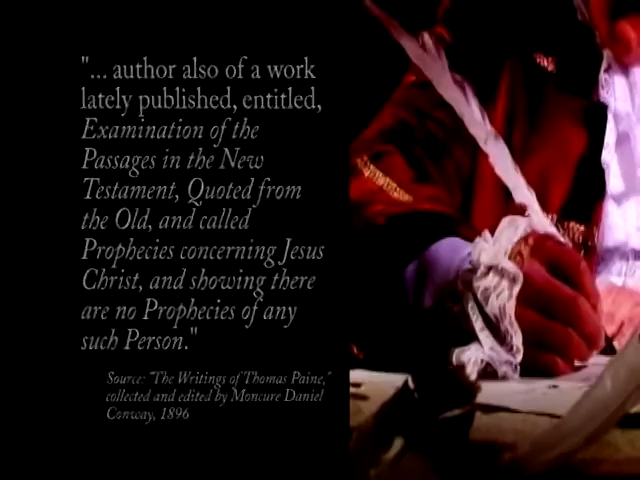 "... author also of a work
lately published, entitled,
Examination of the
Passages in the New
Testament, Quoted from
the Old, and called
Prophecies concerning Jesus
Christ, and showing there
are no Prophecies of any
such Person."
Source: "The Writings of Thomas Paine,"
collected and edited by Moncure Daniel
Conway, 1896